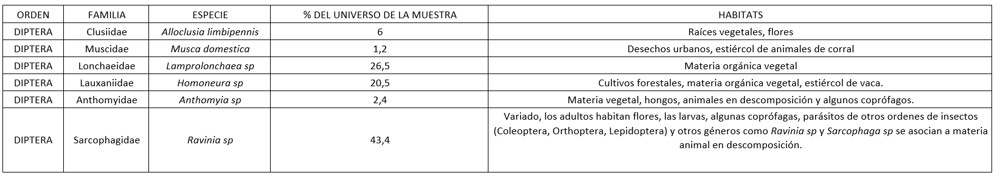 ORDEN FAMILIA ESPECIE % DEL UNIVERSO DE LA MUESTRA HABITATS
DIPTERA Clusiidae Alloclusia limbipennis 6 Raíces vegetales, flores
DIPTERA Muscidae Musca domestica 1,2 Desechos urbanos, estiércol de animales de corral
DIPTERA Lonchaeidae Lamprolonchaea sp 26,5 Materia orgánica vegetal
DIPTERA Lauxaniidae Homoneura sp 20,5 Cultivos forestales, materia orgánica vegetal, estiércol de vaca.
DIPTERA Anthomyidae Anthomyia sp 2,4 Materia vegetal, hongos, animales en descomposición y algunos coprófagos.
DIPTERA Sarcophagidae Ravinia sp 43,4 Variado, los adultos habitan flores, las larvas, algunas coprófagas, parásitos de otros ordenes de insectos
(Coleoptera, Orthoptera, Lepidoptera) y otros géneros como Ravinia sp y Sarcophaga sp se asocian a materia
animal en descomposición.